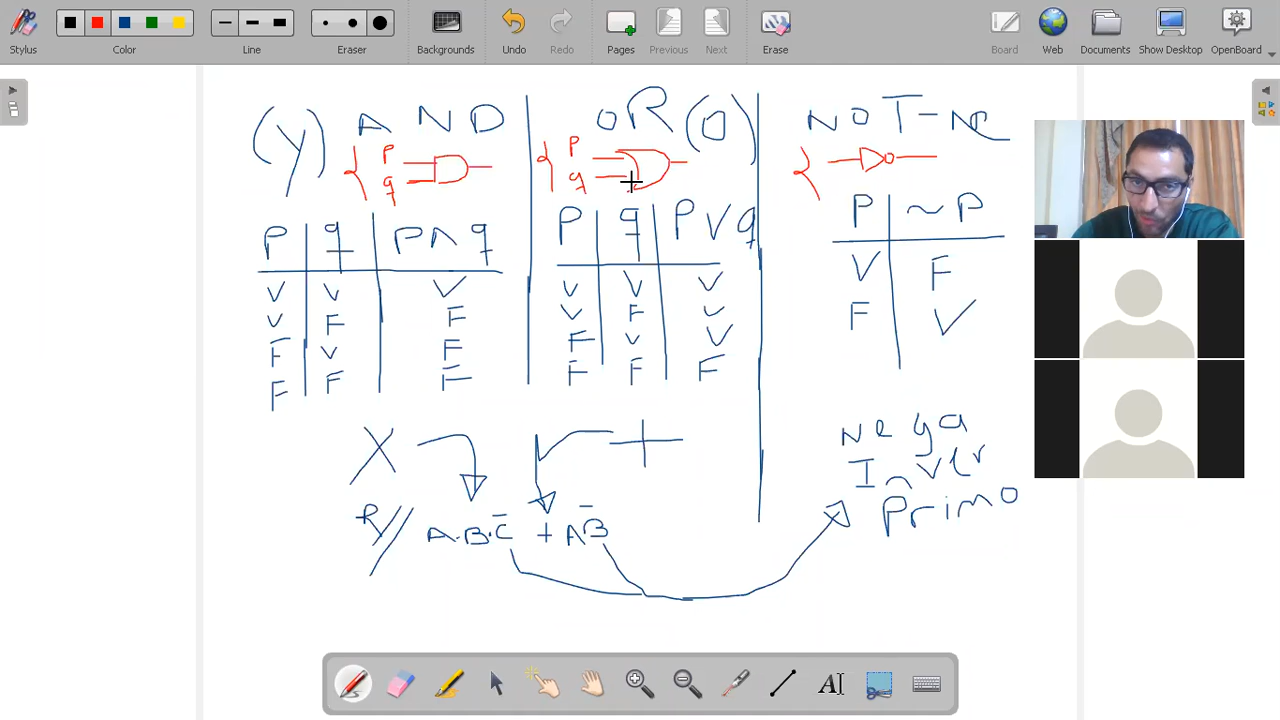 Stylus Color Line Eraser Backgrounds Undo Redo Pages Previous Next Erase Board Web Documents Show Desktop OpenBoard
(y) AND
OR (O)
NOT-NE
P
q
P
q
P q P∧q
V V V
V F F
F V F
F F F
P q P∨q
V V V
V F V
F V V
F F F
P ~P
V F
F V
X
+
Nega
Inver
Primo
R// A.B.C̅ + AB̅
AI